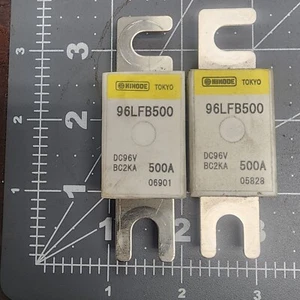 HINODE TOKYO
96LFB500
DC96V
BC2KA 500A
06901
HINODE TOKYO
96LFB500
DC96V
BC2KA 500A
05828
3
2
1
1
2
3